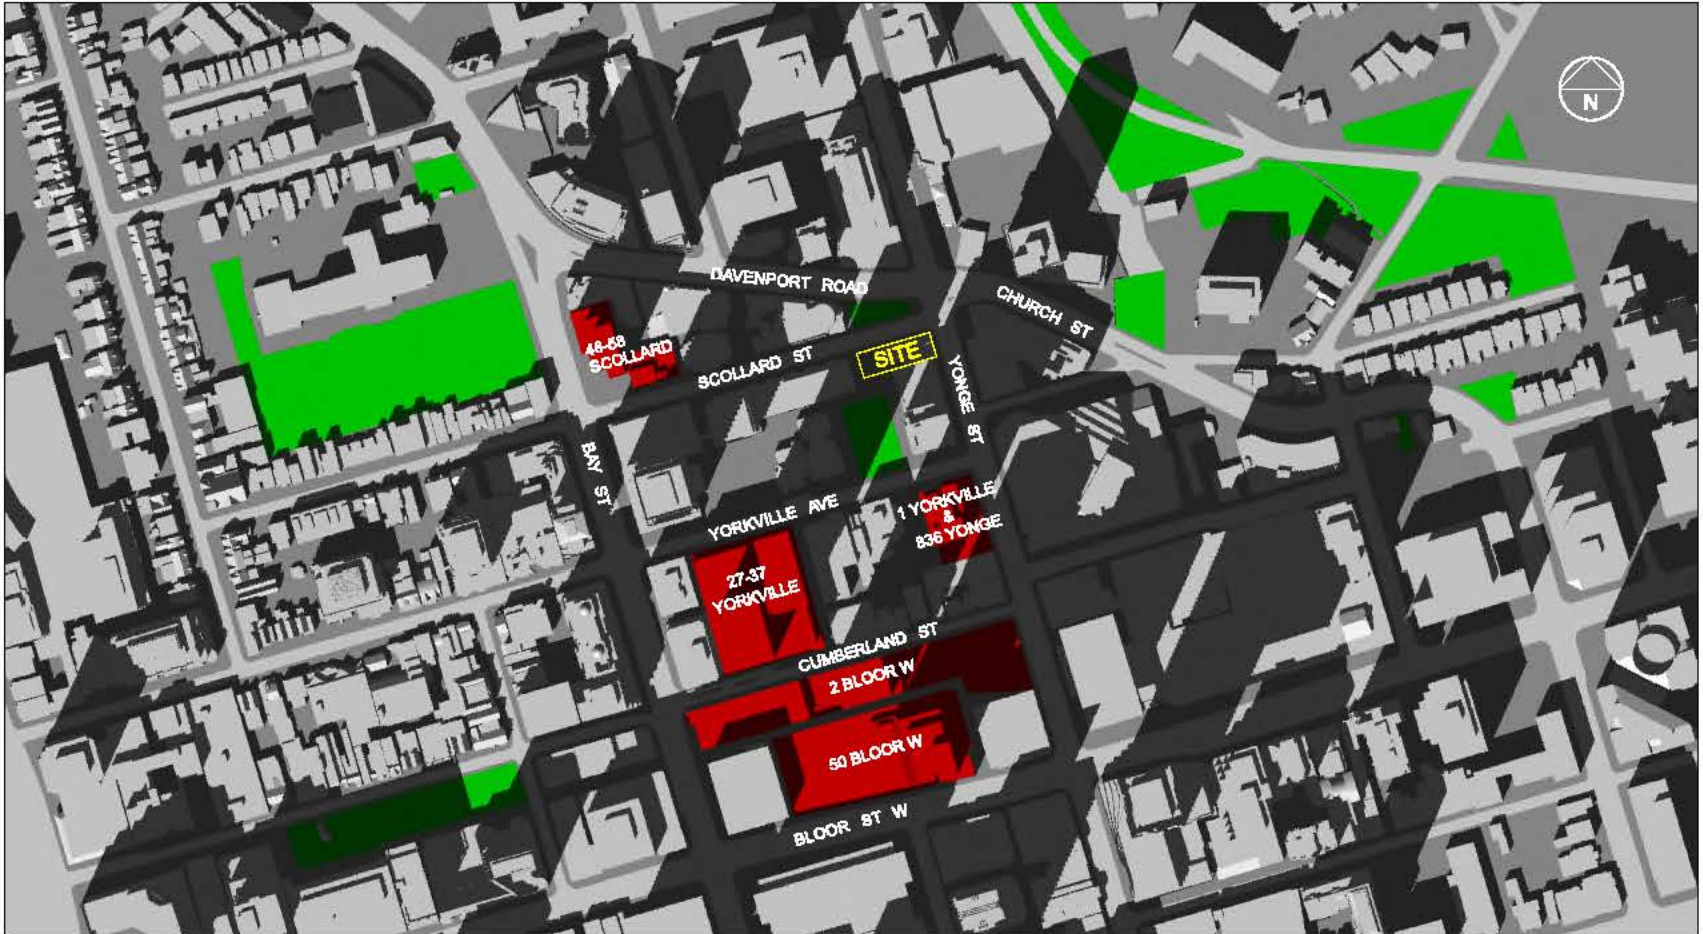 N
DAVENPORT ROAD
CHURCH ST
48-58
SCOLLARD
SCOLLARD ST
SITE
YONGE ST
BAY ST
YORKVILLE AVE
1 YORKVILLE
&
836 YONGE
27-37
YORKVILLE
CUMBERLAND ST
2 BLOOR W
50 BLOOR W
BLOOR ST W